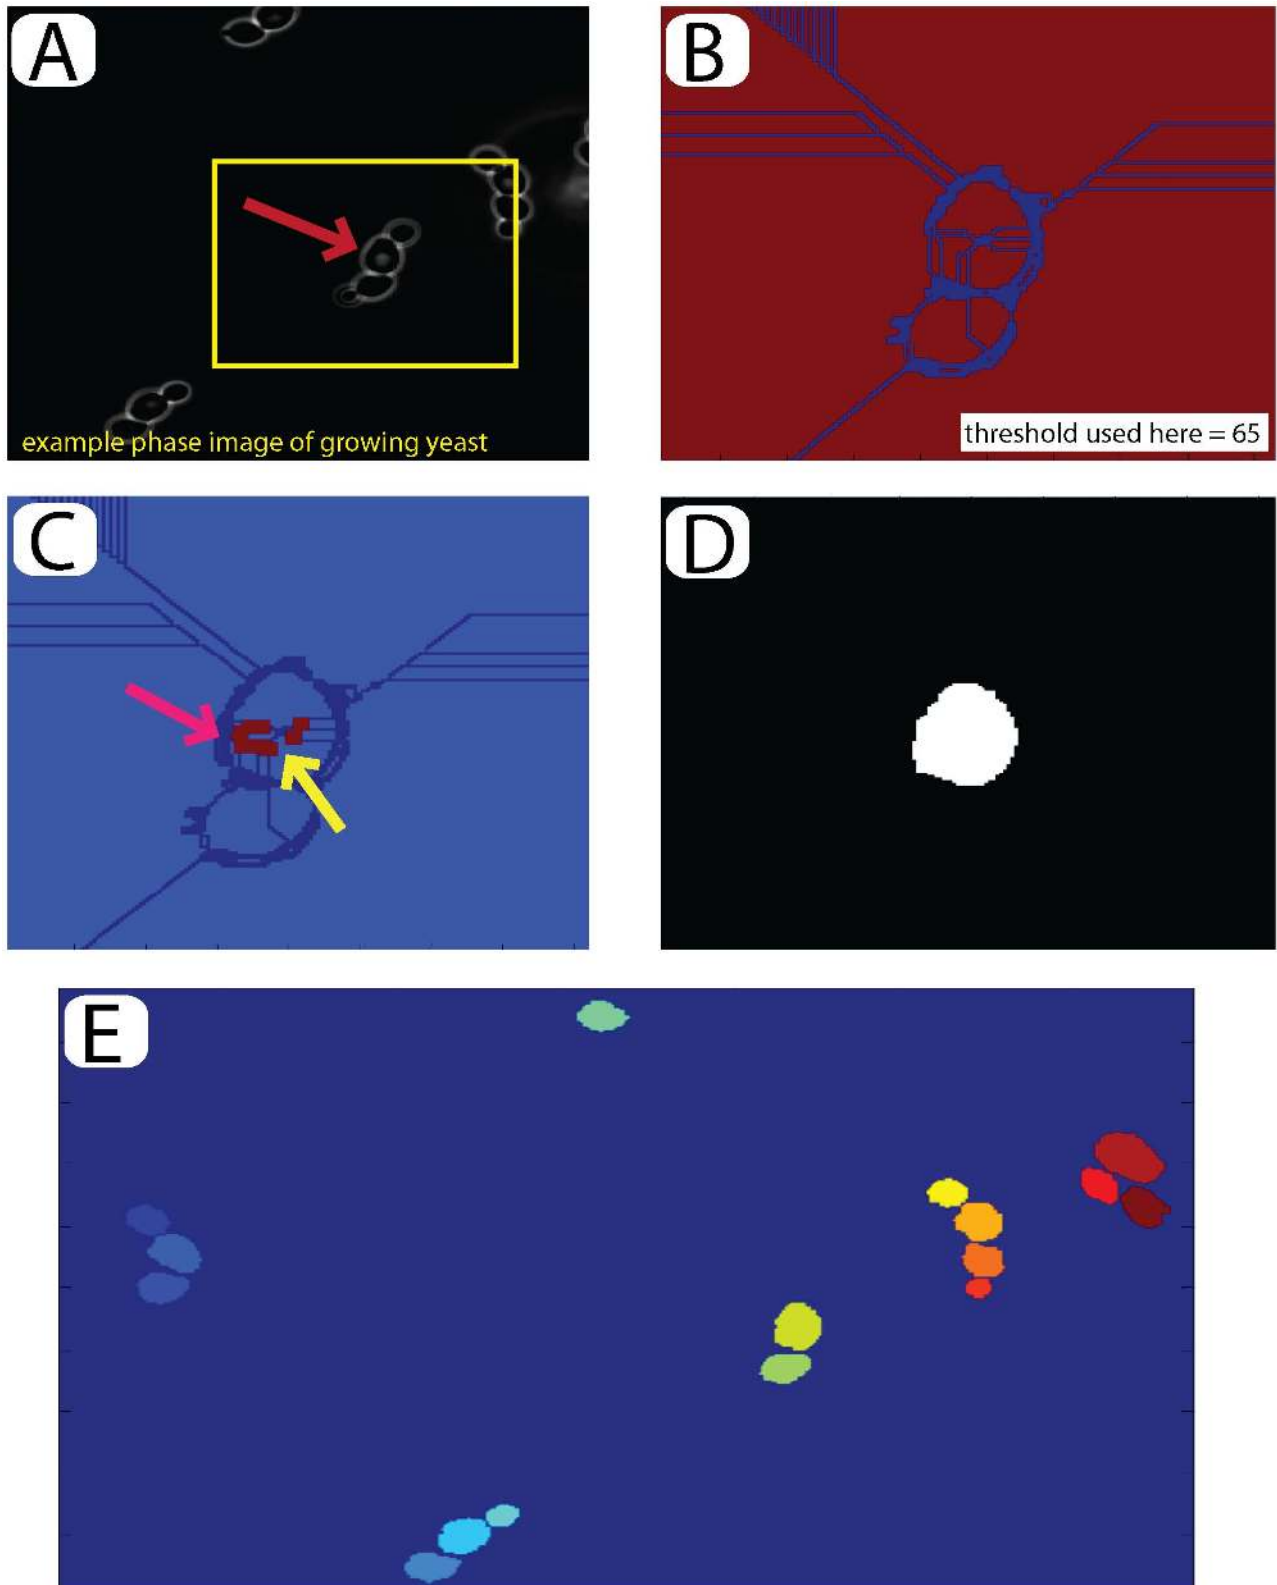 A
B
example phase image of growing yeast
threshold used here = 65
C
D
E